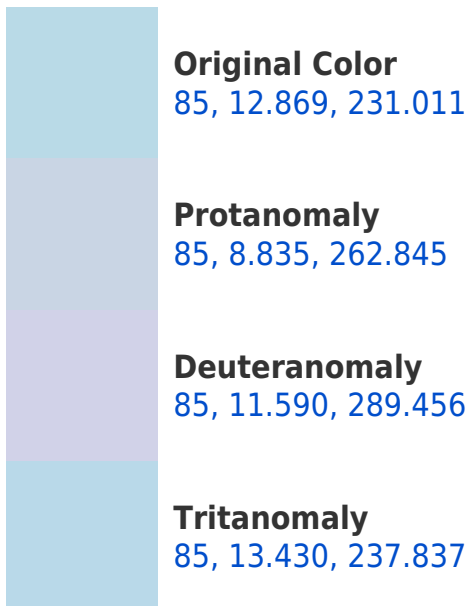 Original Color
85, 12.869, 231.011
Protanomaly
85, 8.835, 262.845
Deuteranomaly
85, 11.590, 289.456
Tritanomaly
85, 13.430, 237.837